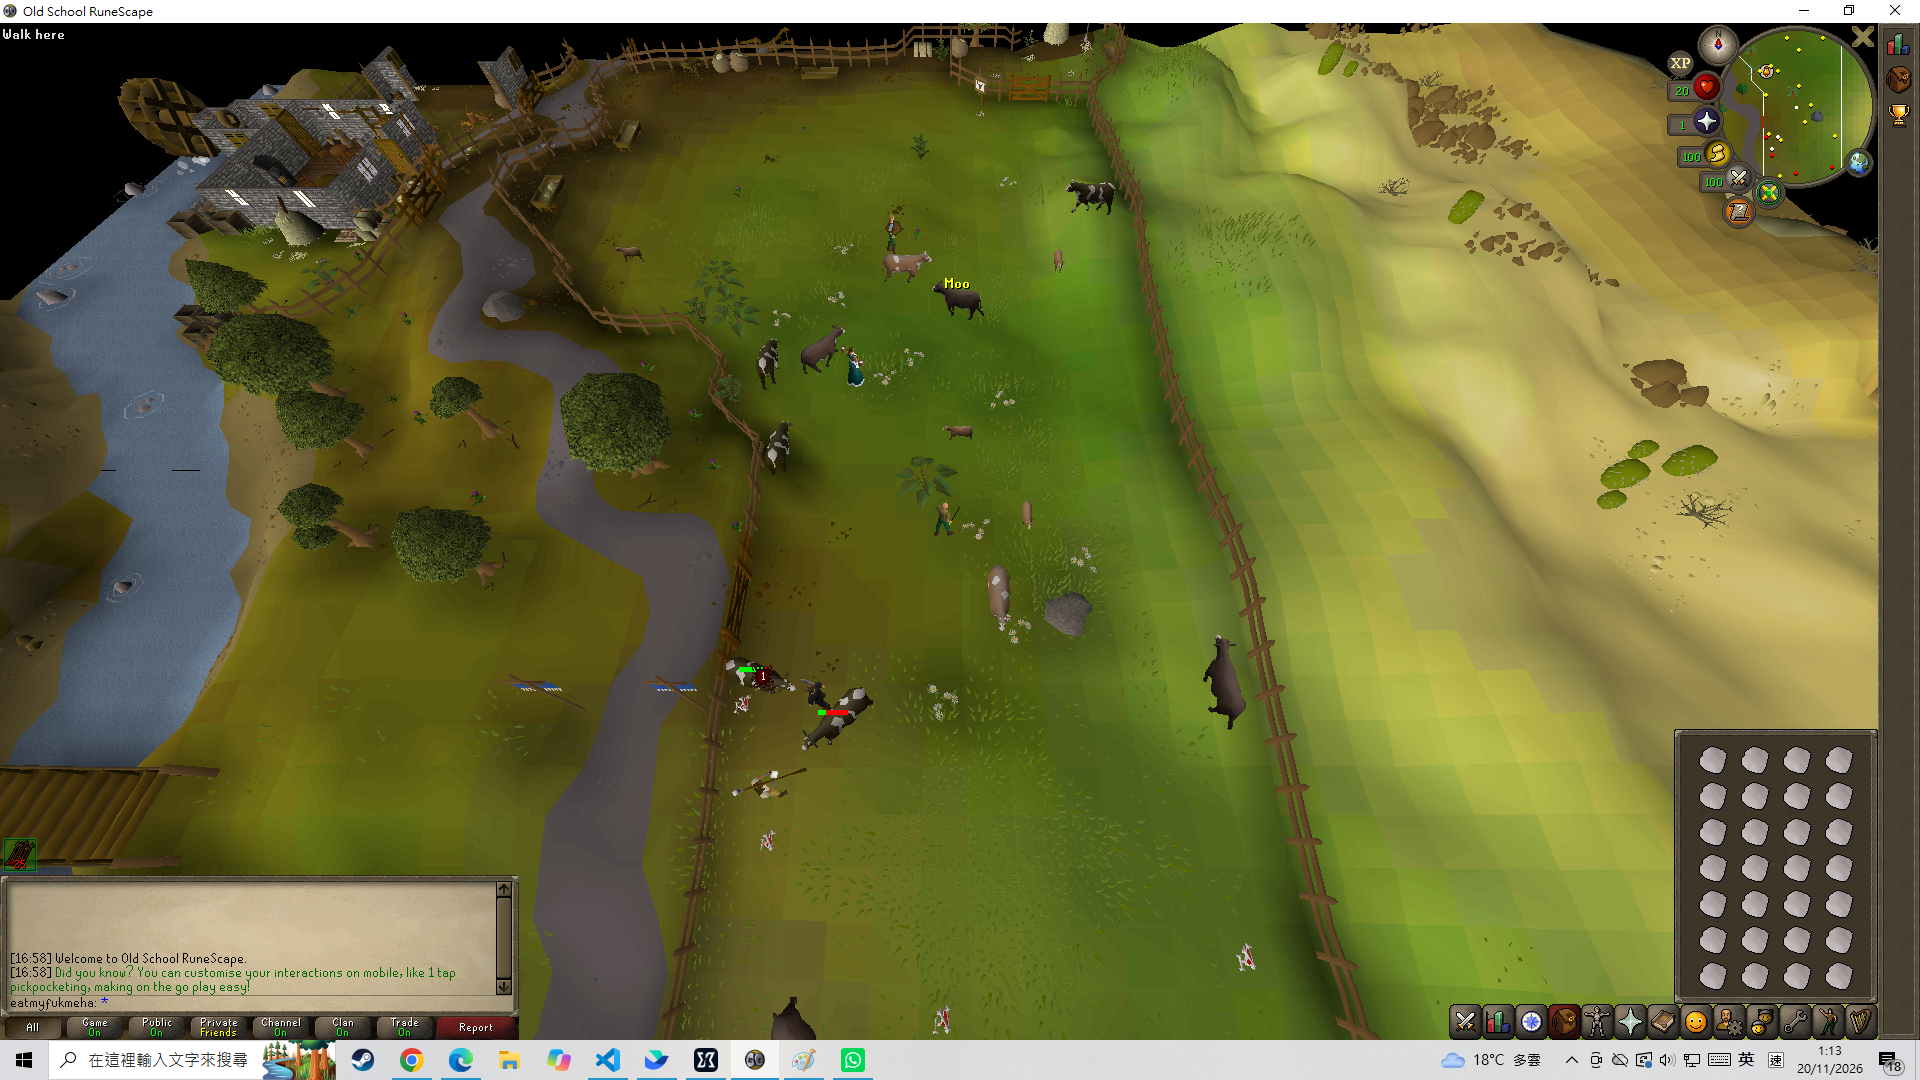 Old School RuneScape
Walk here
N
XP
20
1
100
100
Moo
1
25
[16:58] Welcome to Old School RuneScape.
[16:58] Did you know? You can customise your interactions on mobile, like 1 tap
pickpocketing, making on the go play easy!
eatmyfukmeha: *
All
Game
On
Public
On
Private
Friends
Channel
On
Clan
On
Trade
On
Report
在這裡輸入文字來搜尋
18°C 多雲
英
速
1:13
20/11/2026
18